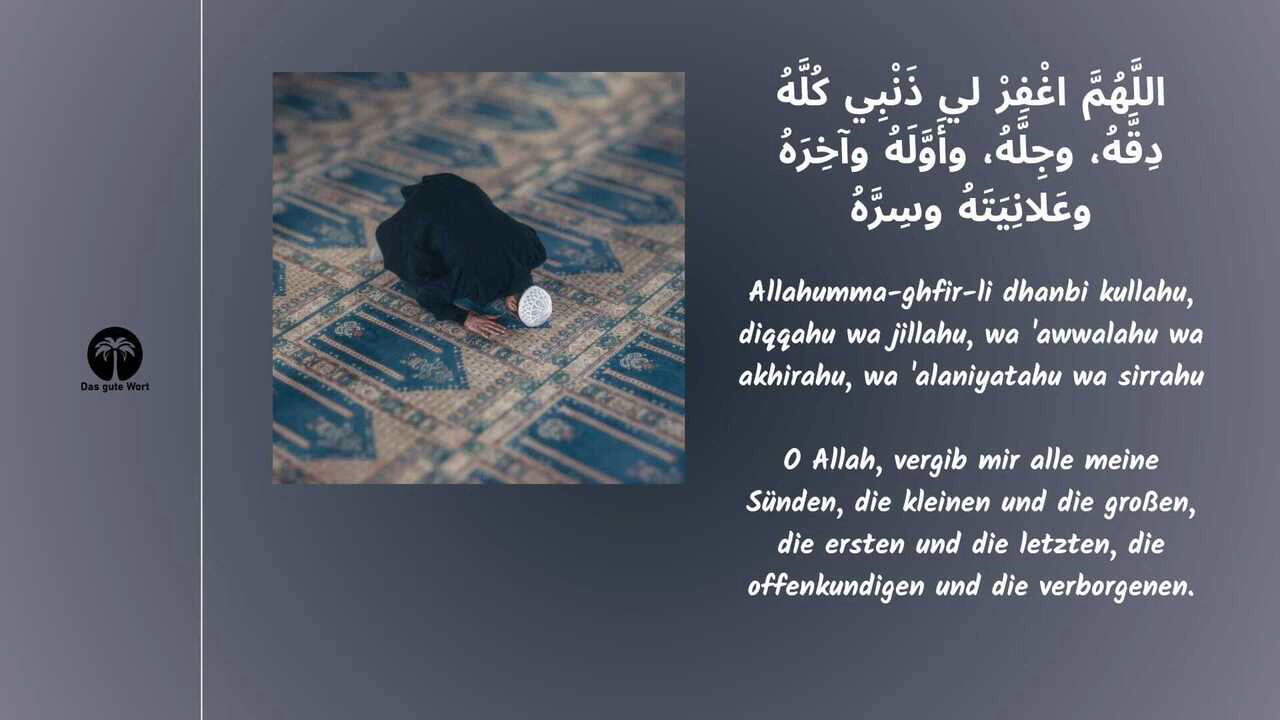 اللَّهُمَّ اغْفِرْ لي ذَنْبِي كُلَّهُ
دِقَّهُ، وجِلَّهُ، وأَوَّلَهُ وآخِرَهُ
وعَلانِيَتَهُ وسِرَّهُ
Allahumma-ghfir-li dhanbi kullahu,
diqqahu wa jillahu, wa 'awwalahu wa
akhirahu, wa 'alaniyatahu wa sirrahu
O Allah, vergib mir alle meine
Sünden, die kleinen und die großen,
die ersten und die letzten, die
offenkundigen und die verborgenen.
Das gute Wort